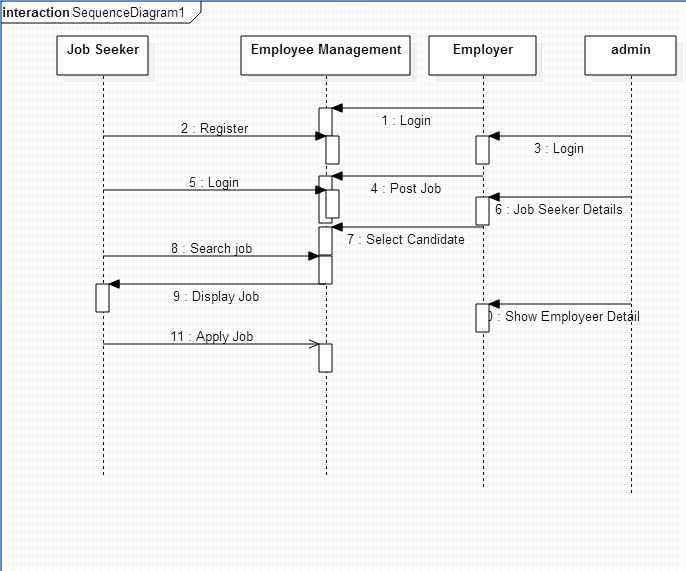 interaction SequenceDiagram1
Job Seeker
Employee Management
Employer
admin
1 : Login
2 : Register
3 : Login
4 : Post Job
5 : Login
6 : Job Seeker Details
7 : Select Candidate
8 : Search job
9 : Display Job
0 : Show Employeer Detail
11 : Apply Job